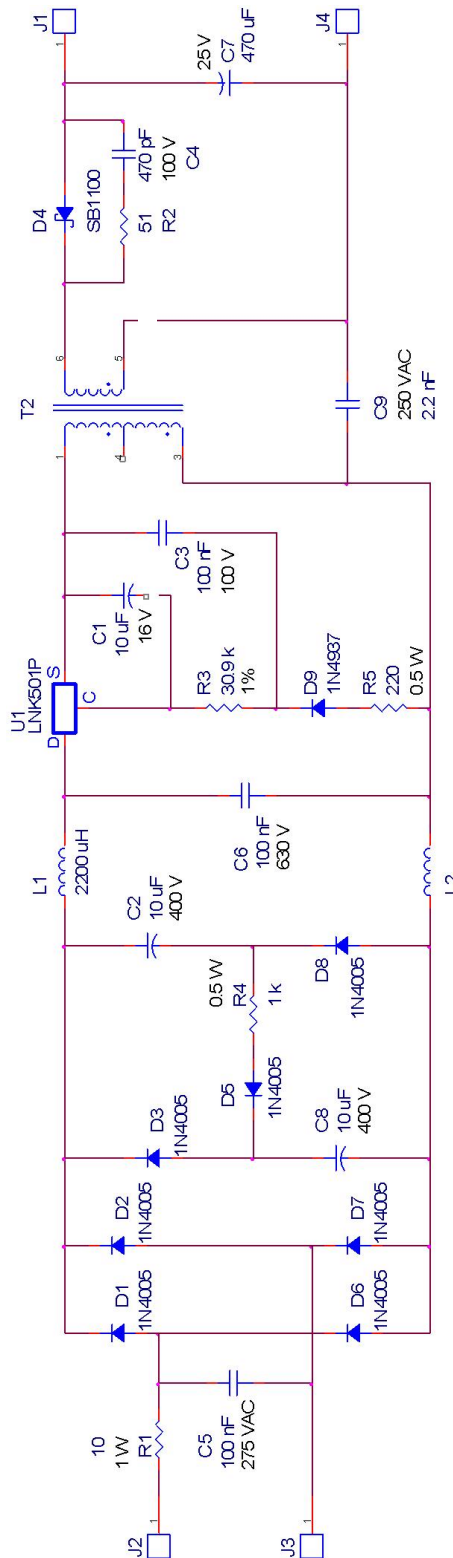 J2
1
J3
1
10
1 W
R1
C5
100 nF
275 VAC
D1
1N4005
D2
1N4005
D6
1N4005
D7
1N4005
D3
1N4005
D5
1N4005
C8
10 uF
400 V
0.5 W
R4
1 k
C2
10 uF
400 V
D8
1N4005
L1
2200 uH
L2
C6
100 nF
630 V
U1
LNK501P
D
S
C
C1
10 uF
16 V
R3
30.9 k
1%
C3
100 nF
100 V
D9
1N4937
R5
220
0.5 W
T2
1
4
3
6
5
C9
250 VAC
2.2 nF
D4
SB1100
51
R2
470 pF
100 V
C4
25 V
C7
470 uF
J1
1
J4
1